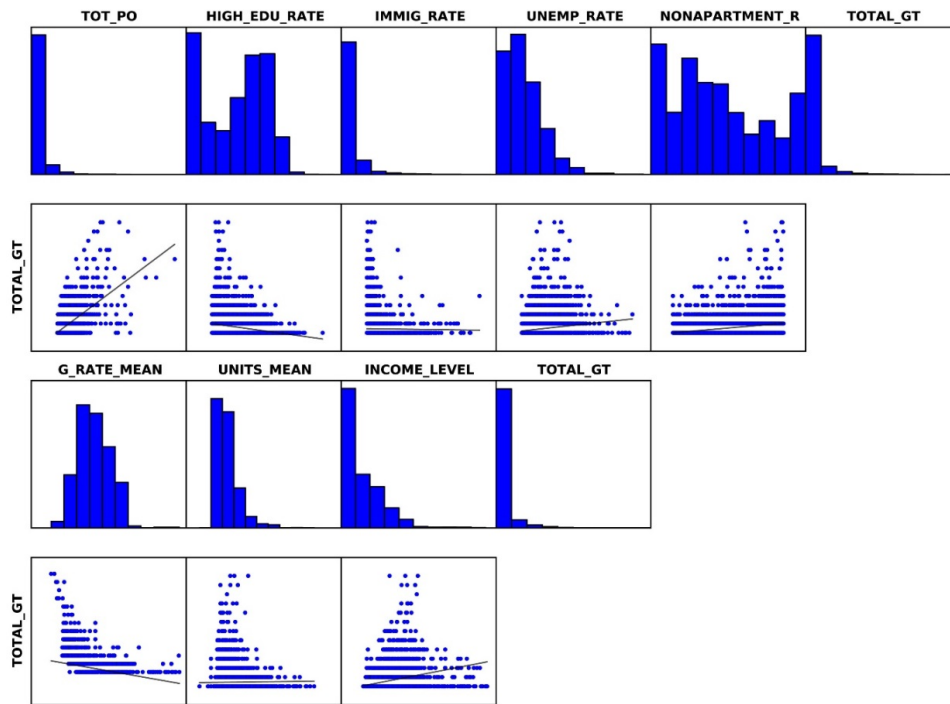 TOT_PO HIGH_EDU_RATE IMMIG_RATE UNEMP_RATE NONAPARTMENT_R TOTAL_GT
TOTAL_GT
G_RATE_MEAN UNITS_MEAN INCOME_LEVEL TOTAL_GT
TOTAL_GT